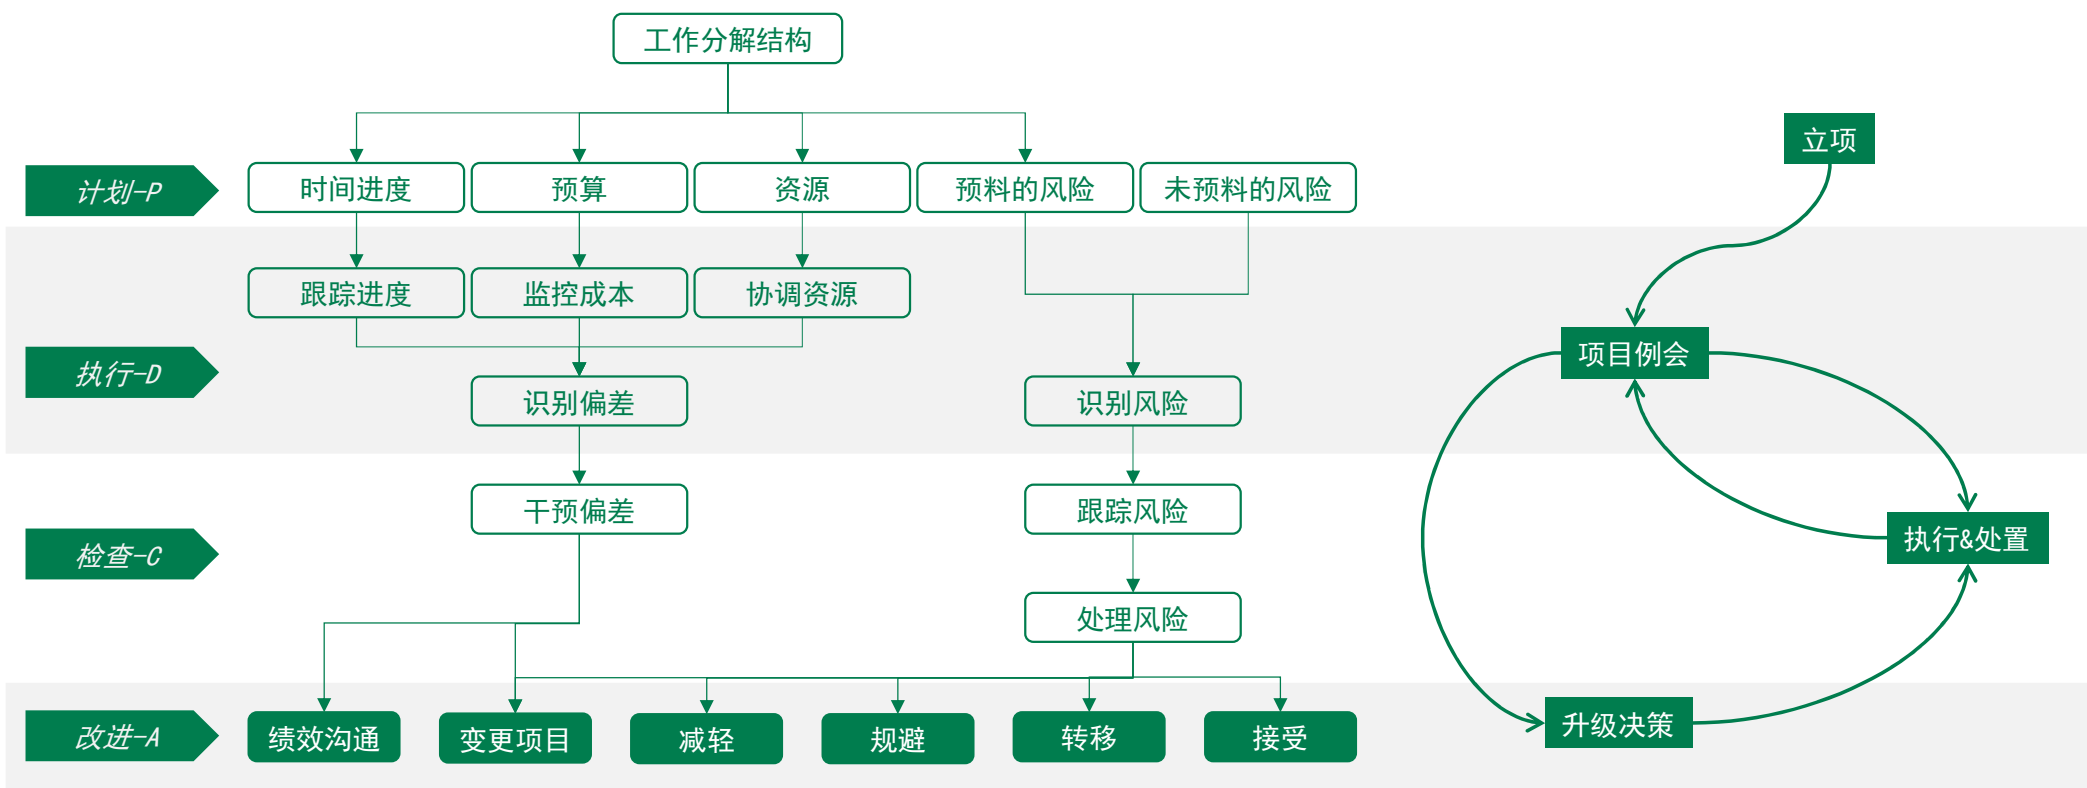 工作分解结构
立项
计划-P
时间进度
预算
资源
预料的风险
未预料的风险
跟踪进度
监控成本
协调资源
项目例会
执行-D
识别偏差
识别风险
干预偏差
跟踪风险
执行&处置
检查-C
处理风险
改进-A
绩效沟通
变更项目
减轻
规避
转移
接受
升级决策